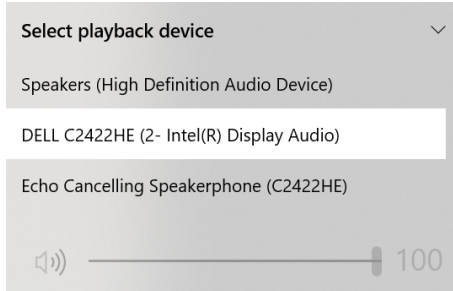 Select playback device
Speakers (High Definition Audio Device)
DELL C2422HE (2- Intel(R) Display Audio)
Echo Cancelling Speakerphone (C2422HE)
100